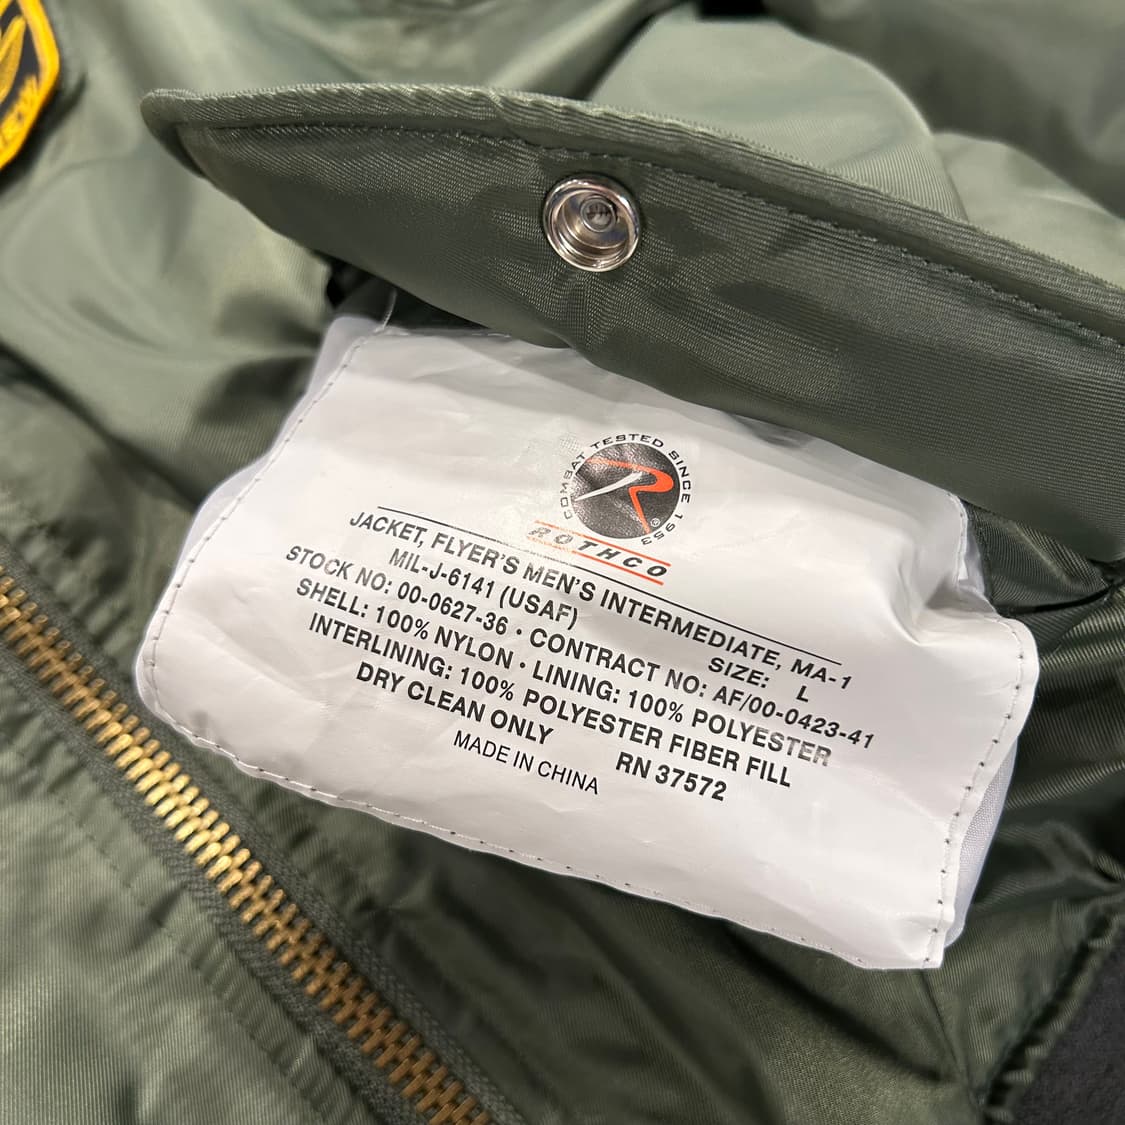 COMBAT TESTED SINCE 1953
R
®
ROTHCO
JACKET, FLYER'S MEN'S INTERMEDIATE, MA-1
MIL-J-6141 (USAF) SIZE: L
STOCK NO: 00-0627-36 • CONTRACT NO: AF/00-0423-41
SHELL: 100% NYLON • LINING: 100% POLYESTER
INTERLINING: 100% POLYESTER FIBER FILL
DRY CLEAN ONLY RN 37572
MADE IN CHINA